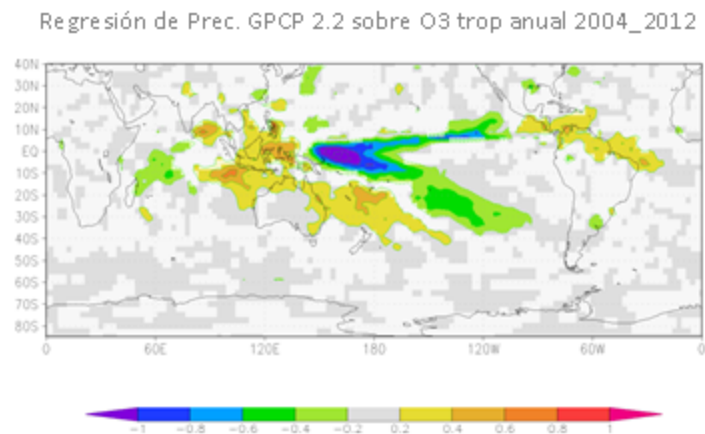 Regresión de Prec. GPCP 2.2 sobre O3 trop anual 2004_2012
40N
30N
20N
10N
EQ
10S
20S
30S
40S
50S
60S
70S
80S
0 60E 120E 180 120W 60W 0
-1 -0.8 -0.6 -0.4 -0.2 0.2 0.4 0.6 0.8 1